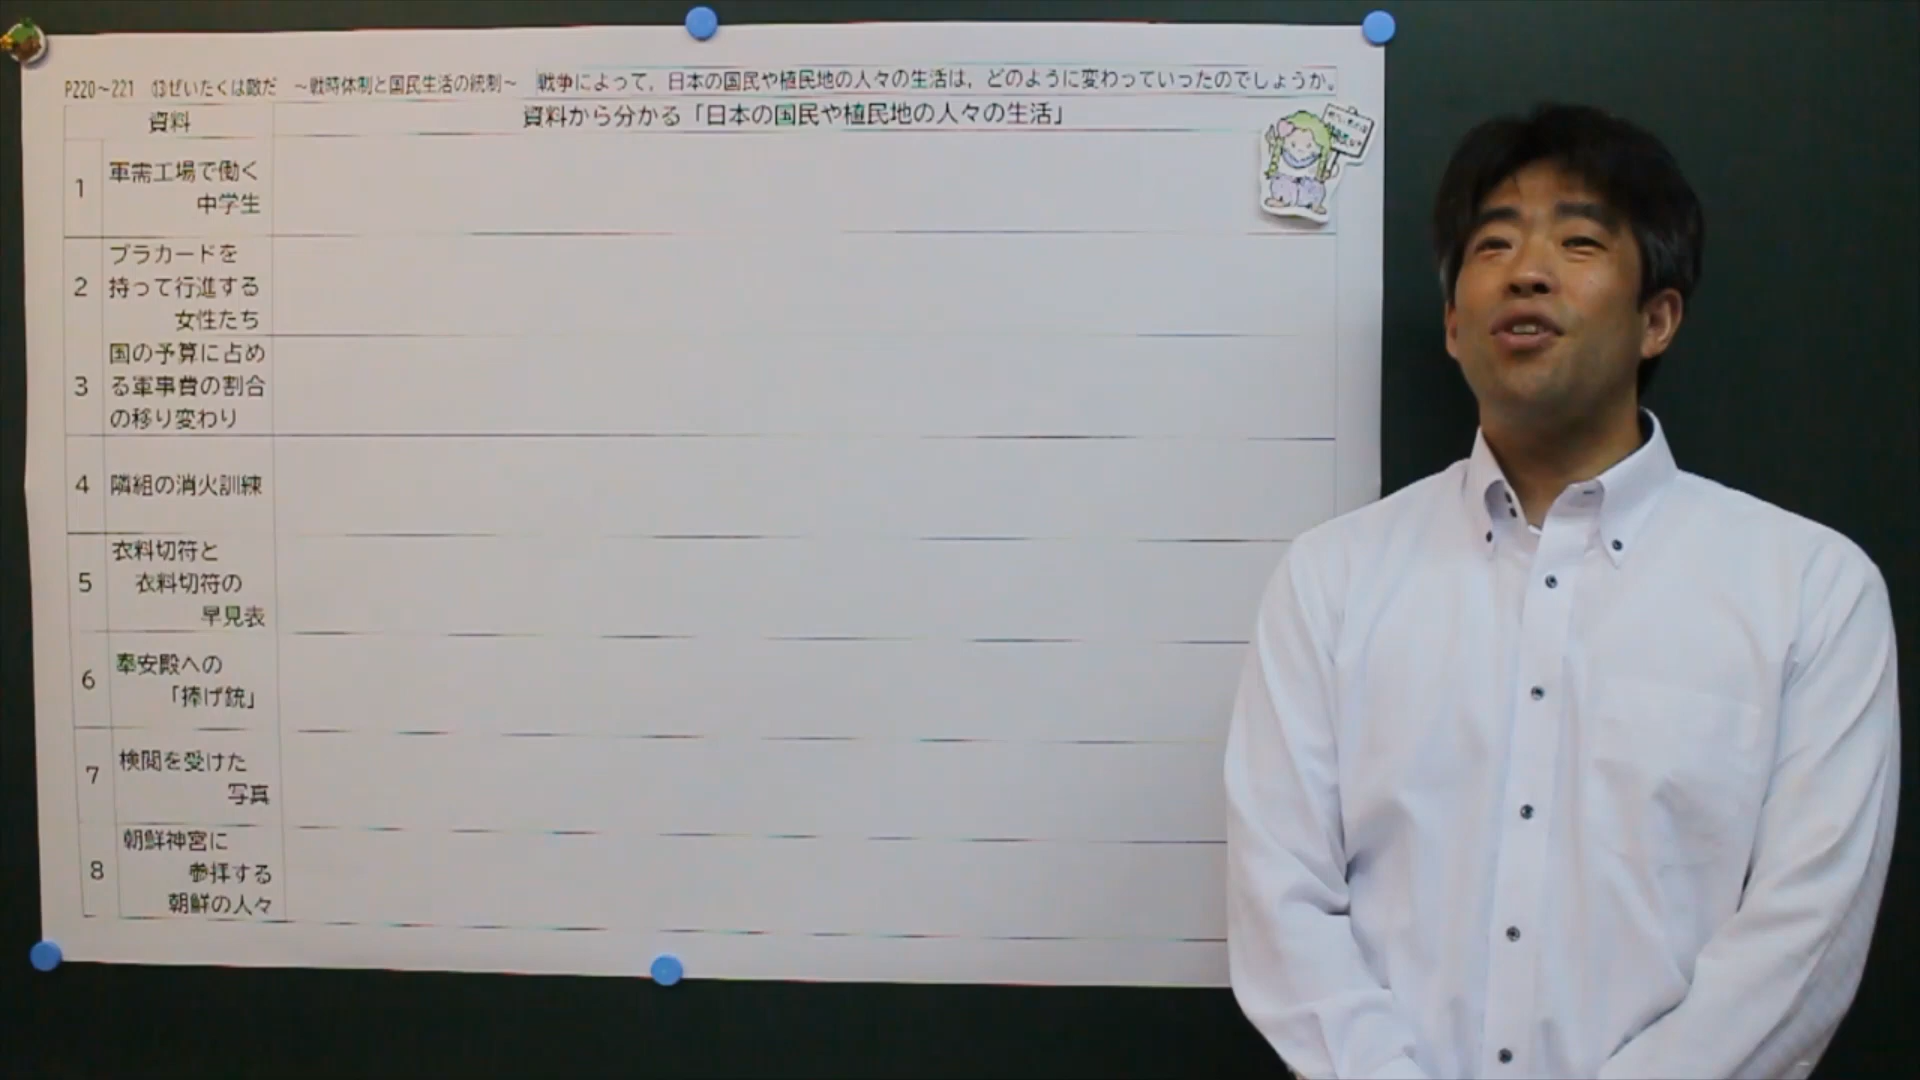 P220～221　⑬ぜいたくは敵だ　～戦時体制と国民生活の統制～　戦争によって，日本の国民や植民地の人々の生活は，どのように変わっていったのでしょうか。
資料　資料から分かる「日本の国民や植民地の人々の生活」
1　軍需工場で働く
中学生
プラカードを
2　持って行進する
女性たち
国の予算に占め
3　る軍事費の割合
の移り変わり
4　隣組の消火訓練
衣料切符と
5　衣料切符の
早見表
6　奉安殿への
「捧げ銃」
7　検閲を受けた
写真
朝鮮神宮に
8　参拝する
朝鮮の人々